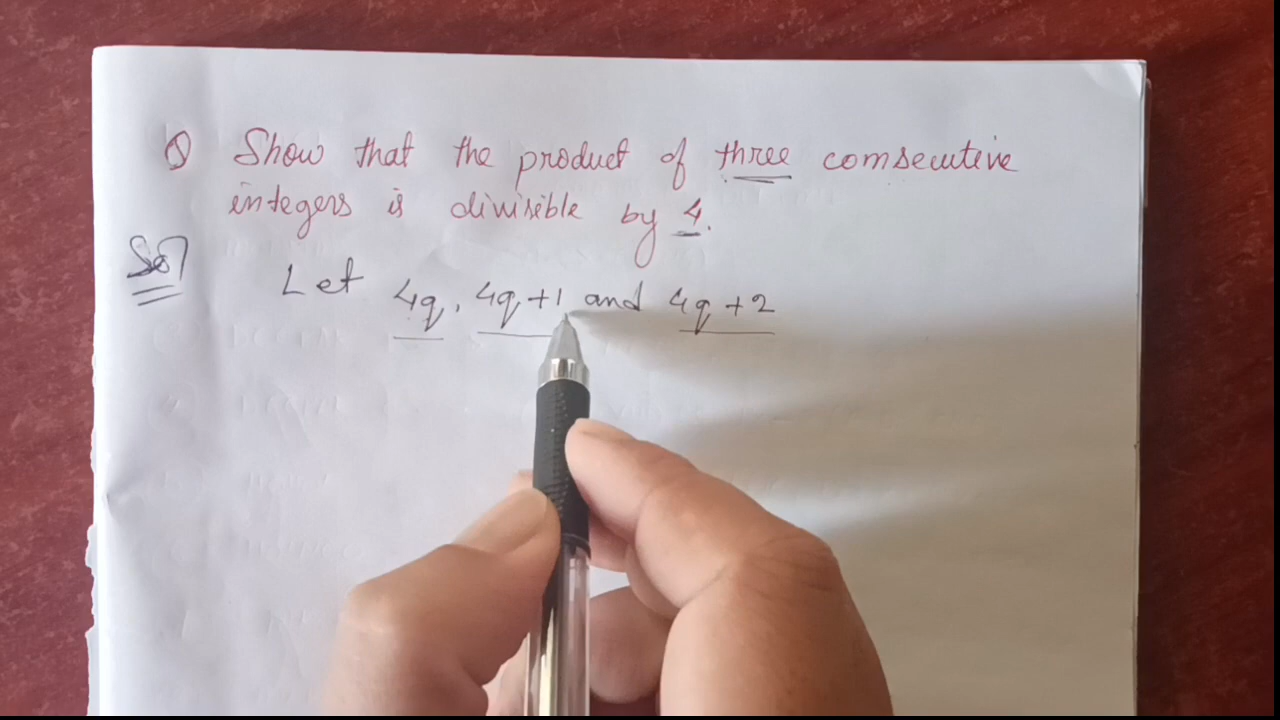 Q Show that the product of three comsecutive
integers is divisible by 4.
Sol
Let 4q, 4q+1 and 4q+2